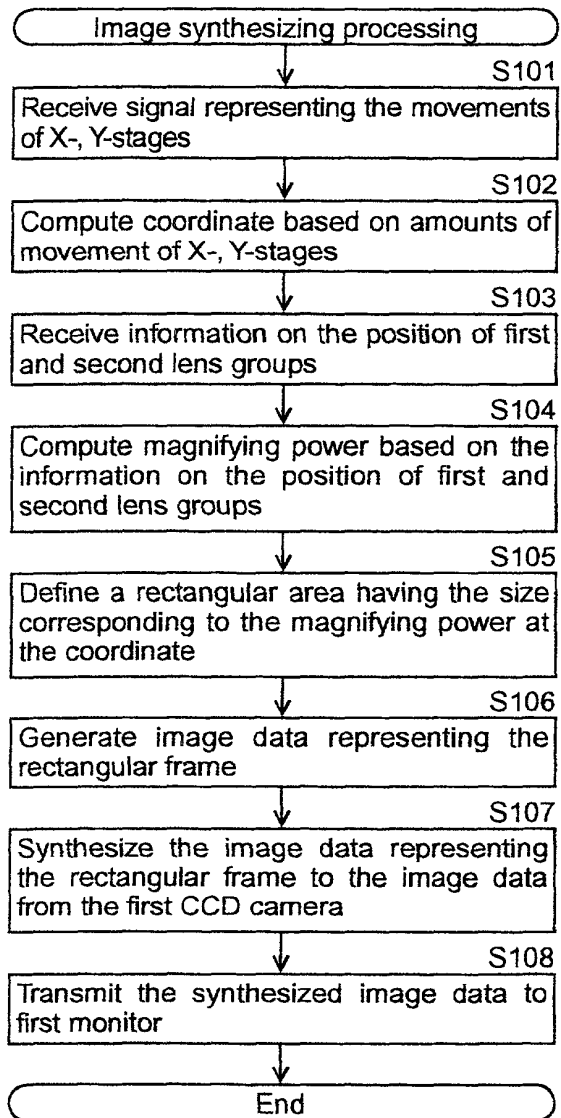 Image synthesizing processing
S101
Receive signal representing the movements
of X-, Y-stages
S102
Compute coordinate based on amounts of
movement of X-, Y-stages
S103
Receive information on the position of first
and second lens groups
S104
Compute magnifying power based on the
information on the position of first and
second lens groups
S105
Define a rectangular area having the size
corresponding to the magnifying power at
the coordinate
S106
Generate image data representing the
rectangular frame
S107
Synthesize the image data representing
the rectangular frame to the image data
from the first CCD camera
S108
Transmit the synthesized image data to
first monitor
End